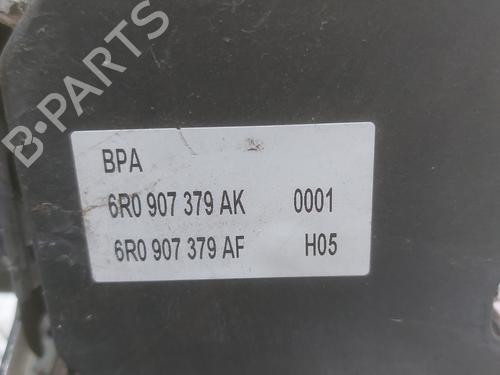 B-PARTS
BPA
6R0 907 379 AK 0001
6R0 907 379 AF H05